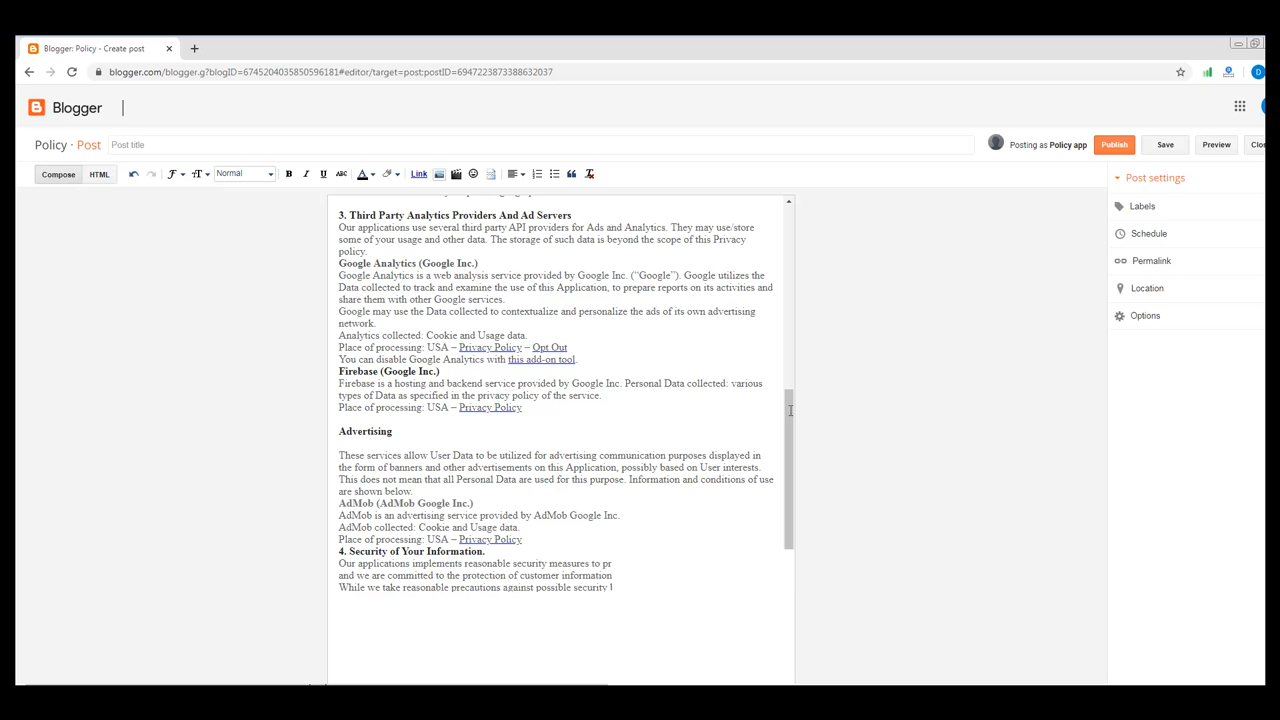 Blogger: Policy - Create post
blogger.com/blogger.g?blogID=6745204035850596181#editor/target=post;postID=6947223873388632037
D
Blogger
Policy · Post
Post title
Posting as Policy app
Publish
Save
Preview
Clo
Compose
HTML
Normal
B I U ABC A
Link
Post settings
Labels
Schedule
Permalink
Location
Options
3. Third Party Analytics Providers And Ad Servers
Our applications use several third party API providers for Ads and Analytics. They may use/store
some of your usage and other data. The storage of such data is beyond the scope of this Privacy
policy.
Google Analytics (Google Inc.)
Google Analytics is a web analysis service provided by Google Inc. (“Google”). Google utilizes the
Data collected to track and examine the use of this Application, to prepare reports on its activities and
share them with other Google services.
Google may use the Data collected to contextualize and personalize the ads of its own advertising
network.
Analytics collected: Cookie and Usage data.
Place of processing: USA – Privacy Policy – Opt Out
You can disable Google Analytics with this add-on tool.
Firebase (Google Inc.)
Firebase is a hosting and backend service provided by Google Inc. Personal Data collected: various
types of Data as specified in the privacy policy of the service.
Place of processing: USA – Privacy Policy
Advertising
These services allow User Data to be utilized for advertising communication purposes displayed in
the form of banners and other advertisements on this Application, possibly based on User interests.
This does not mean that all Personal Data are used for this purpose. Information and conditions of use
are shown below.
AdMob (AdMob Google Inc.)
AdMob is an advertising service provided by AdMob Google Inc.
AdMob collected: Cookie and Usage data.
Place of processing: USA – Privacy Policy
4. Security of Your Information.
Our applications implements reasonable security measures to pr
and we are committed to the protection of customer information
While we take reasonable precautions against possible security